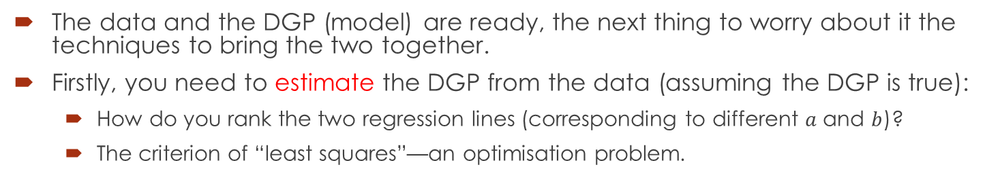 The data and the DGP (model) are ready, the next thing to worry about it the
techniques to bring the two together.
Firstly, you need to estimate the DGP from the data (assuming the DGP is true):
How do you rank the two regression lines (corresponding to different a and b)?
The criterion of “least squares”—an optimisation problem.